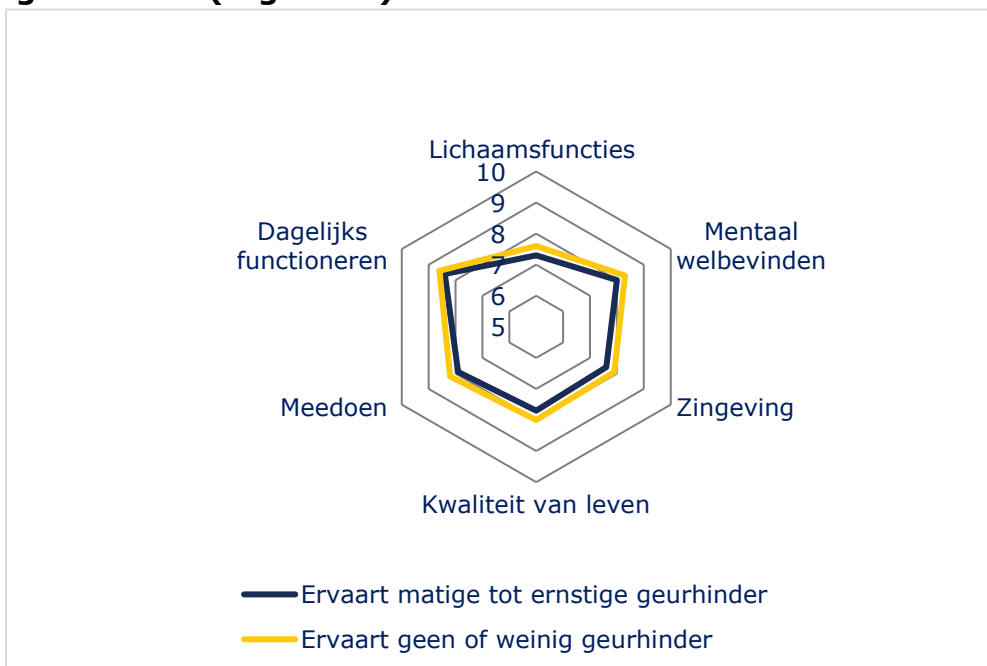 Lichaamsfuncties
10
9
8
7
6
5
Mentaal
welbevinden
Zingeving
Kwaliteit van leven
Meedoen
Dagelijks
functioneren
Ervaart matige tot ernstige geurhinder
Ervaart geen of weinig geurhinder